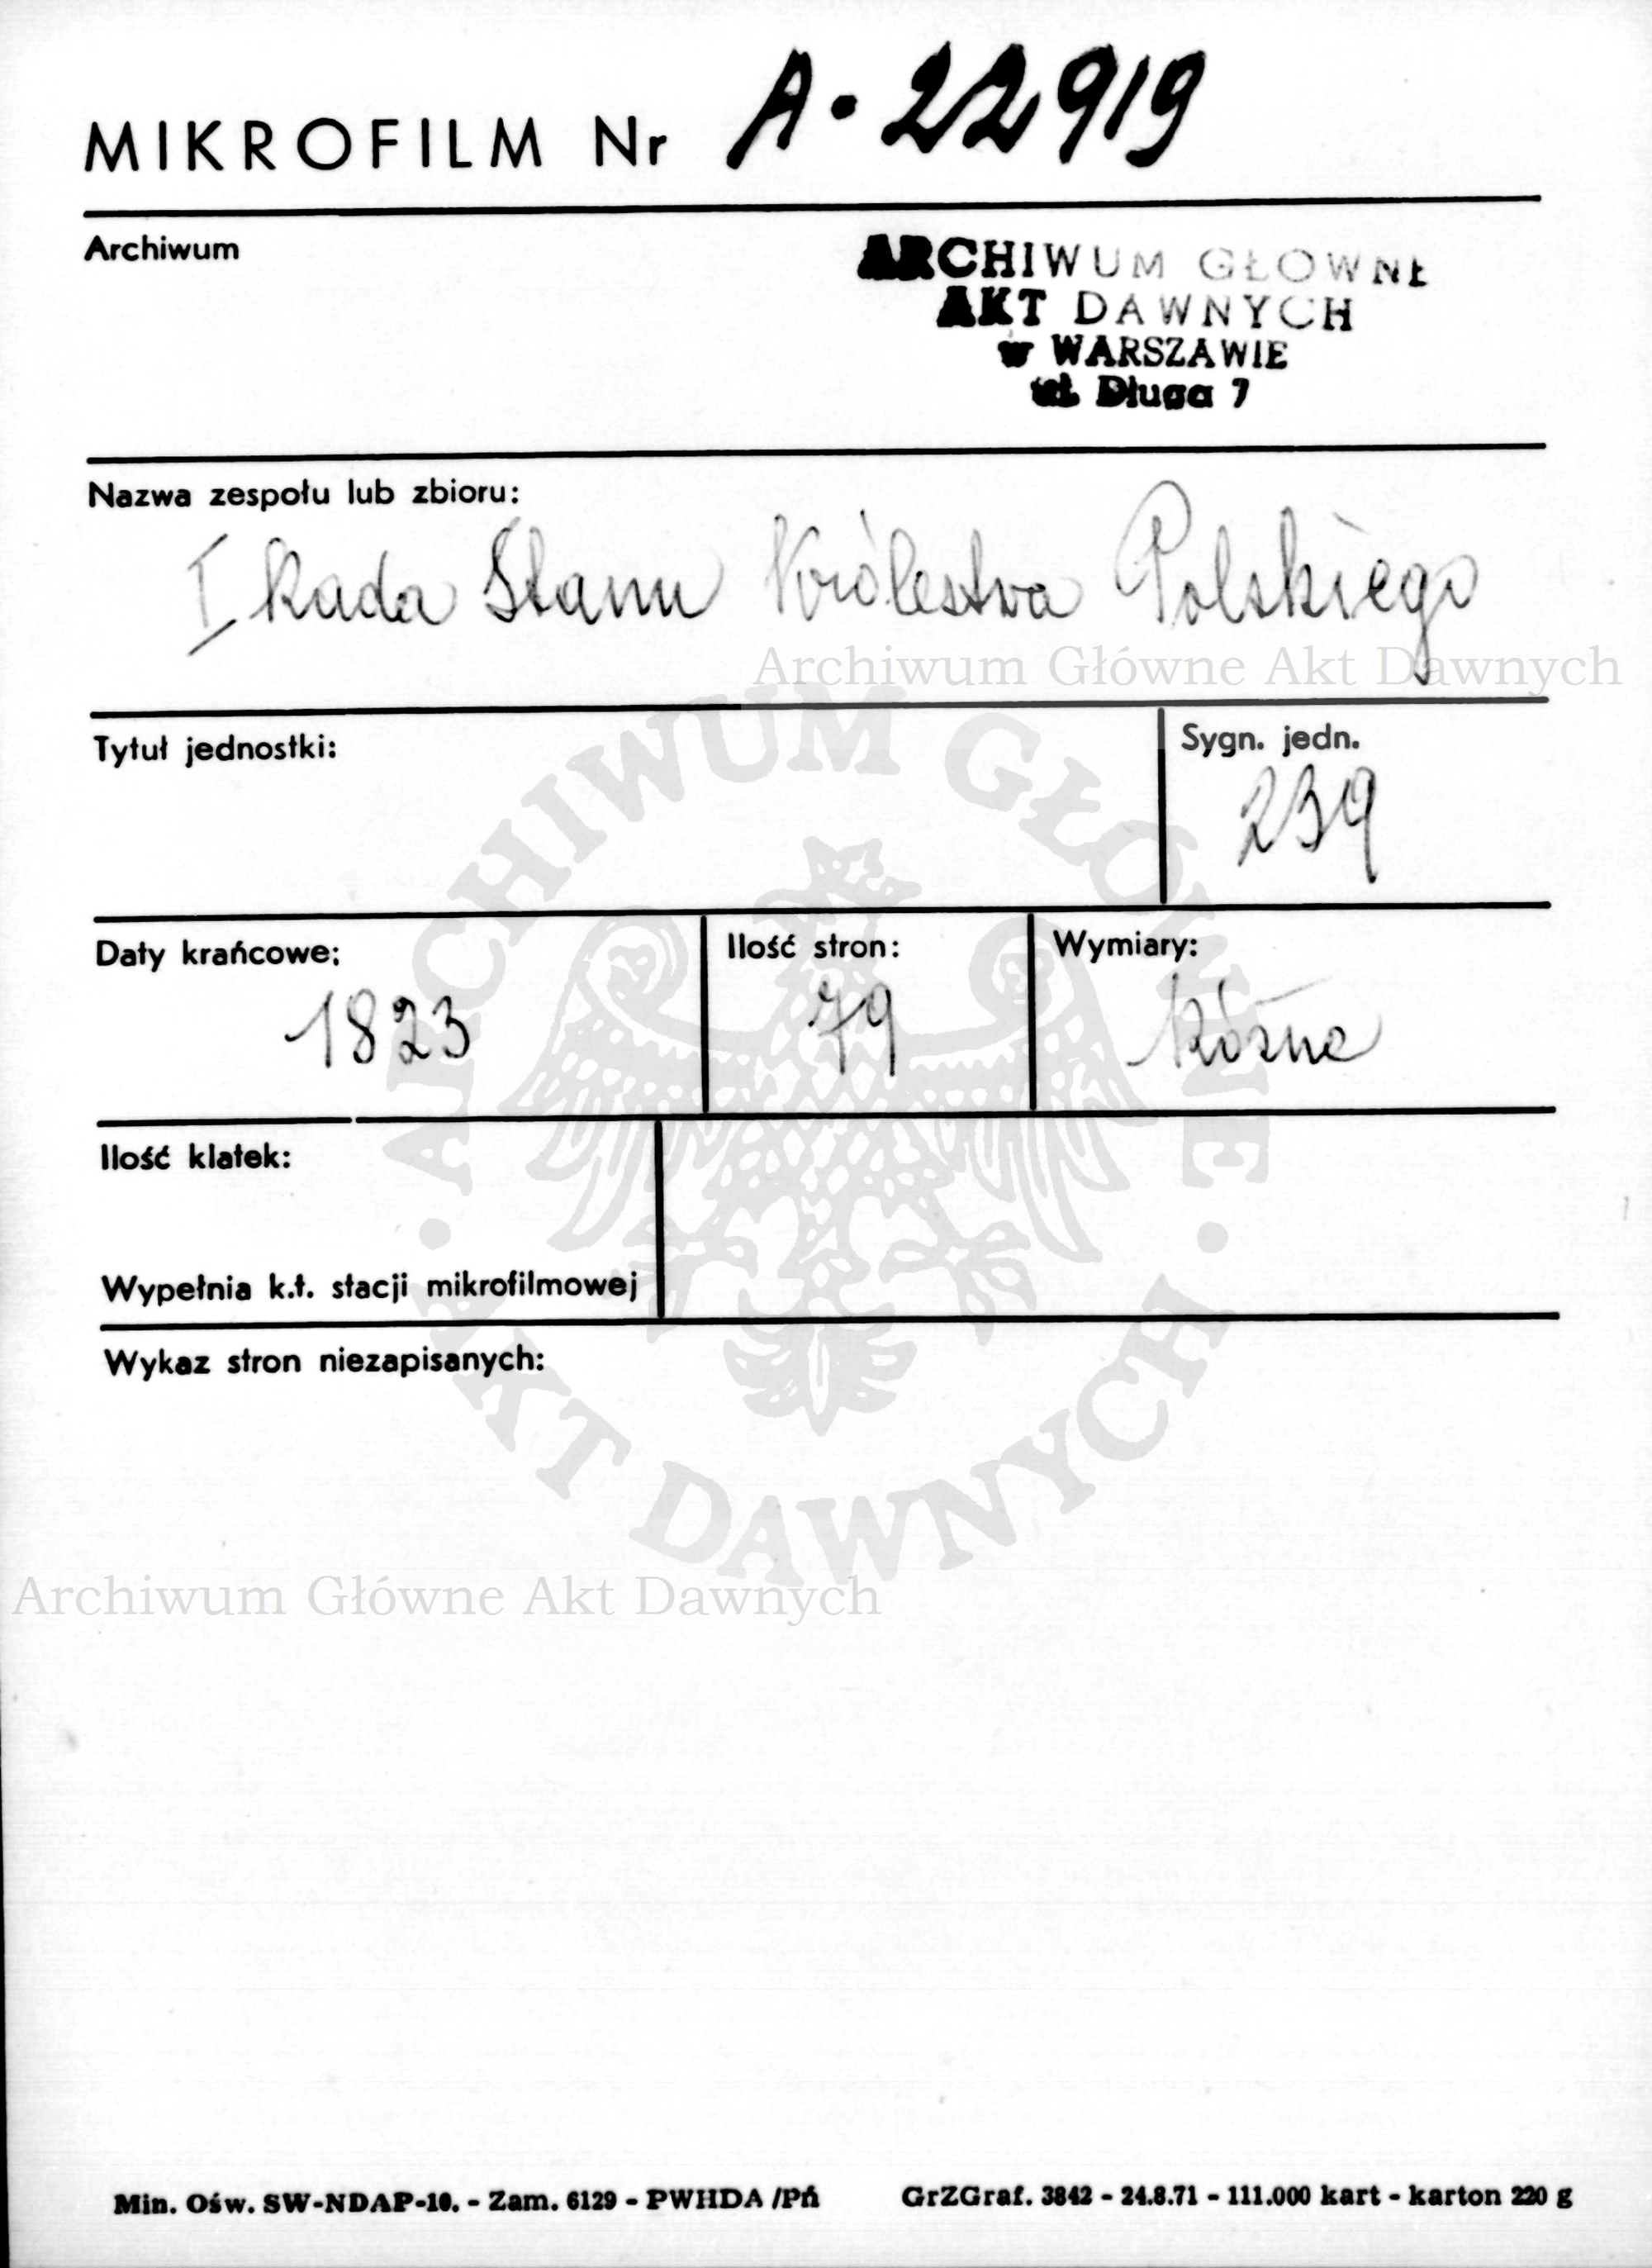 MIKROFILM Nr A-22919
Archiwum
ARCHIWUM GŁOWNE
AKT DAWNYCH
w WARSZAWIE
ul. Długa 7
Nazwa zespołu lub zbioru:
I Rada Stanu Królestwa Polskiego
Archiwum Główne Akt Dawnych
Tytuł jednostki:
Sygn. jedn.
239
Daty krańcowe:
1823
Ilość stron:
79
Wymiary:
różne
Ilość klatek:
Wypełnia k.t. stacji mikrofilmowej
Wykaz stron niezapisanych:
ARCHIWUM GŁÓWNE
AKT DAWNYCH
Archiwum Główne Akt Dawnych
Min. Ośw. SW-NDAP-10. - Zam. 6129 - PWHDA /Pń GrZGraf. 3842 - 24.8.71 - 111.000 kart - karton 220 g